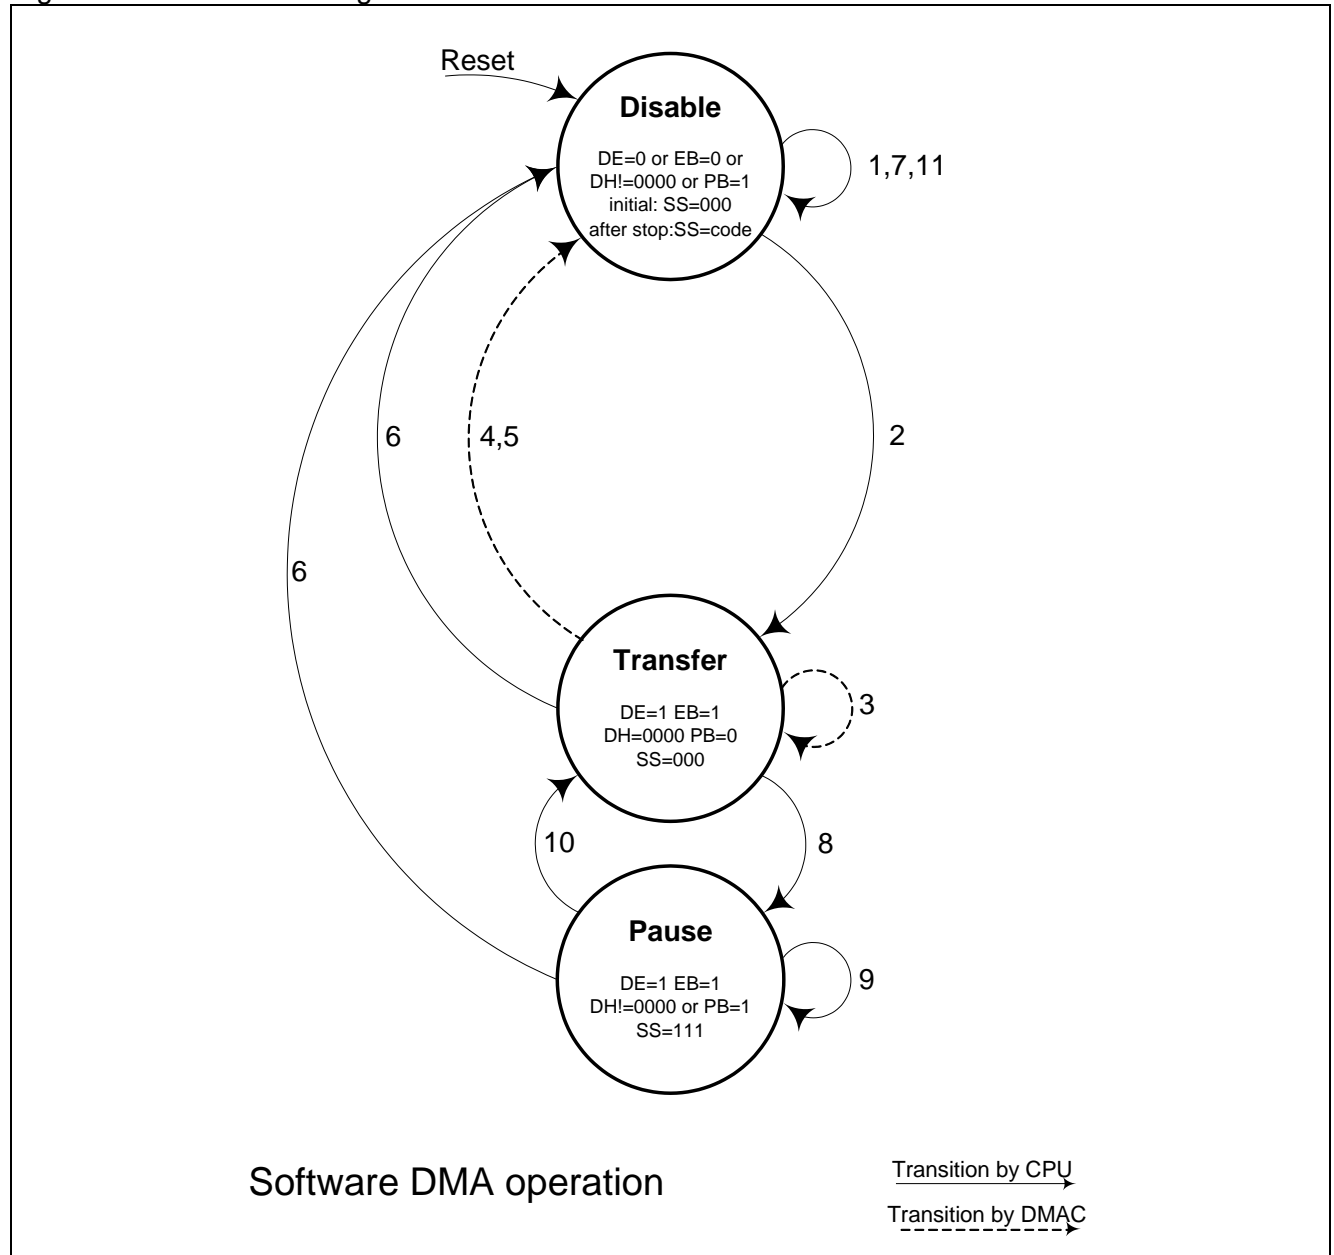 Reset
Disable
DE=0 or EB=0 or
DH!=0000 or PB=1
initial: SS=000
after stop:SS=code
1,7,11
6
4,5
2
6
Transfer
DE=1 EB=1
DH=0000 PB=0
SS=000
3
10
8
Pause
DE=1 EB=1
DH!=0000 or PB=1
SS=111
9
Software DMA operation
Transition by CPU
Transition by DMAC